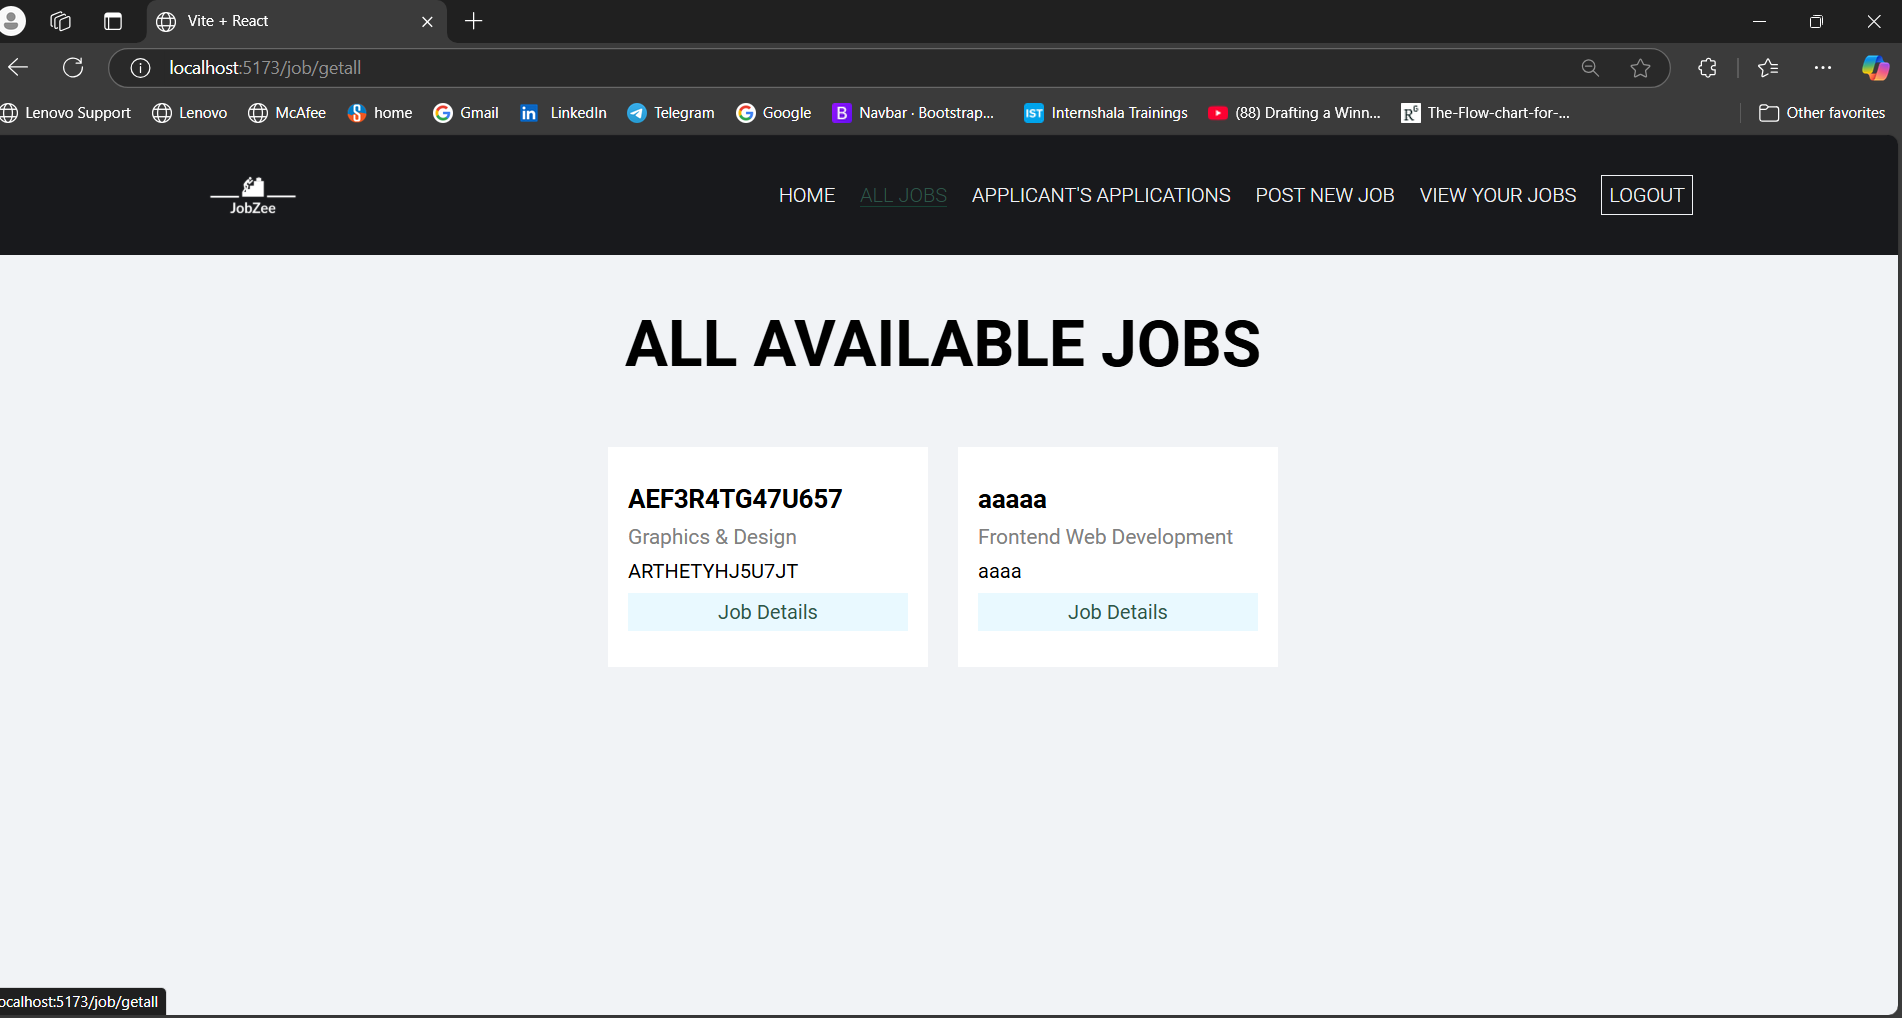 Vite + React
localhost:5173/job/getall
Lenovo Support Lenovo McAfee home Gmail LinkedIn Telegram Google Navbar · Bootstrap... Internshala Trainings (88) Drafting a Winn... The-Flow-chart-for-... Other favorites
JobZee
HOME ALL JOBS APPLICANT'S APPLICATIONS POST NEW JOB VIEW YOUR JOBS LOGOUT
ALL AVAILABLE JOBS
AEF3R4TG47U657
Graphics & Design
ARTHETYHJ5U7JT
Job Details
aaaaa
Frontend Web Development
aaaa
Job Details
ocalhost:5173/job/getall